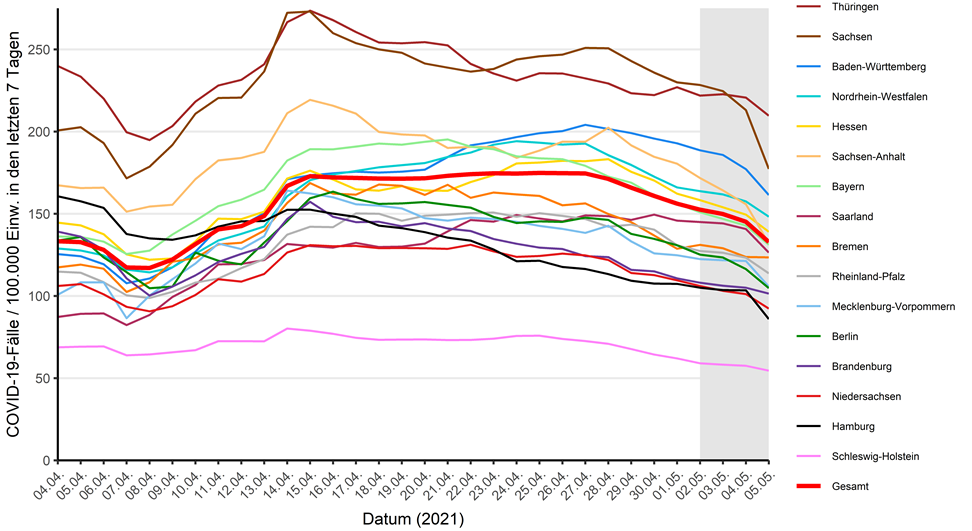 COVID-19-Fälle / 100.000 Einw. in den letzten 7 Tagen
250
200
150
100
50
0
04.04.
05.04.
06.04.
07.04.
08.04.
09.04.
10.04.
11.04.
12.04.
13.04.
14.04.
15.04.
16.04.
17.04.
18.04.
19.04.
20.04.
21.04.
22.04.
23.04.
24.04.
25.04.
26.04.
27.04.
28.04.
29.04.
30.04.
01.05.
02.05.
03.05.
04.05.
05.05.
Datum (2021)
Thüringen
Sachsen
Baden-Württemberg
Nordrhein-Westfalen
Hessen
Sachsen-Anhalt
Bayern
Saarland
Bremen
Rheinland-Pfalz
Mecklenburg-Vorpommern
Berlin
Brandenburg
Niedersachsen
Hamburg
Schleswig-Holstein
Gesamt